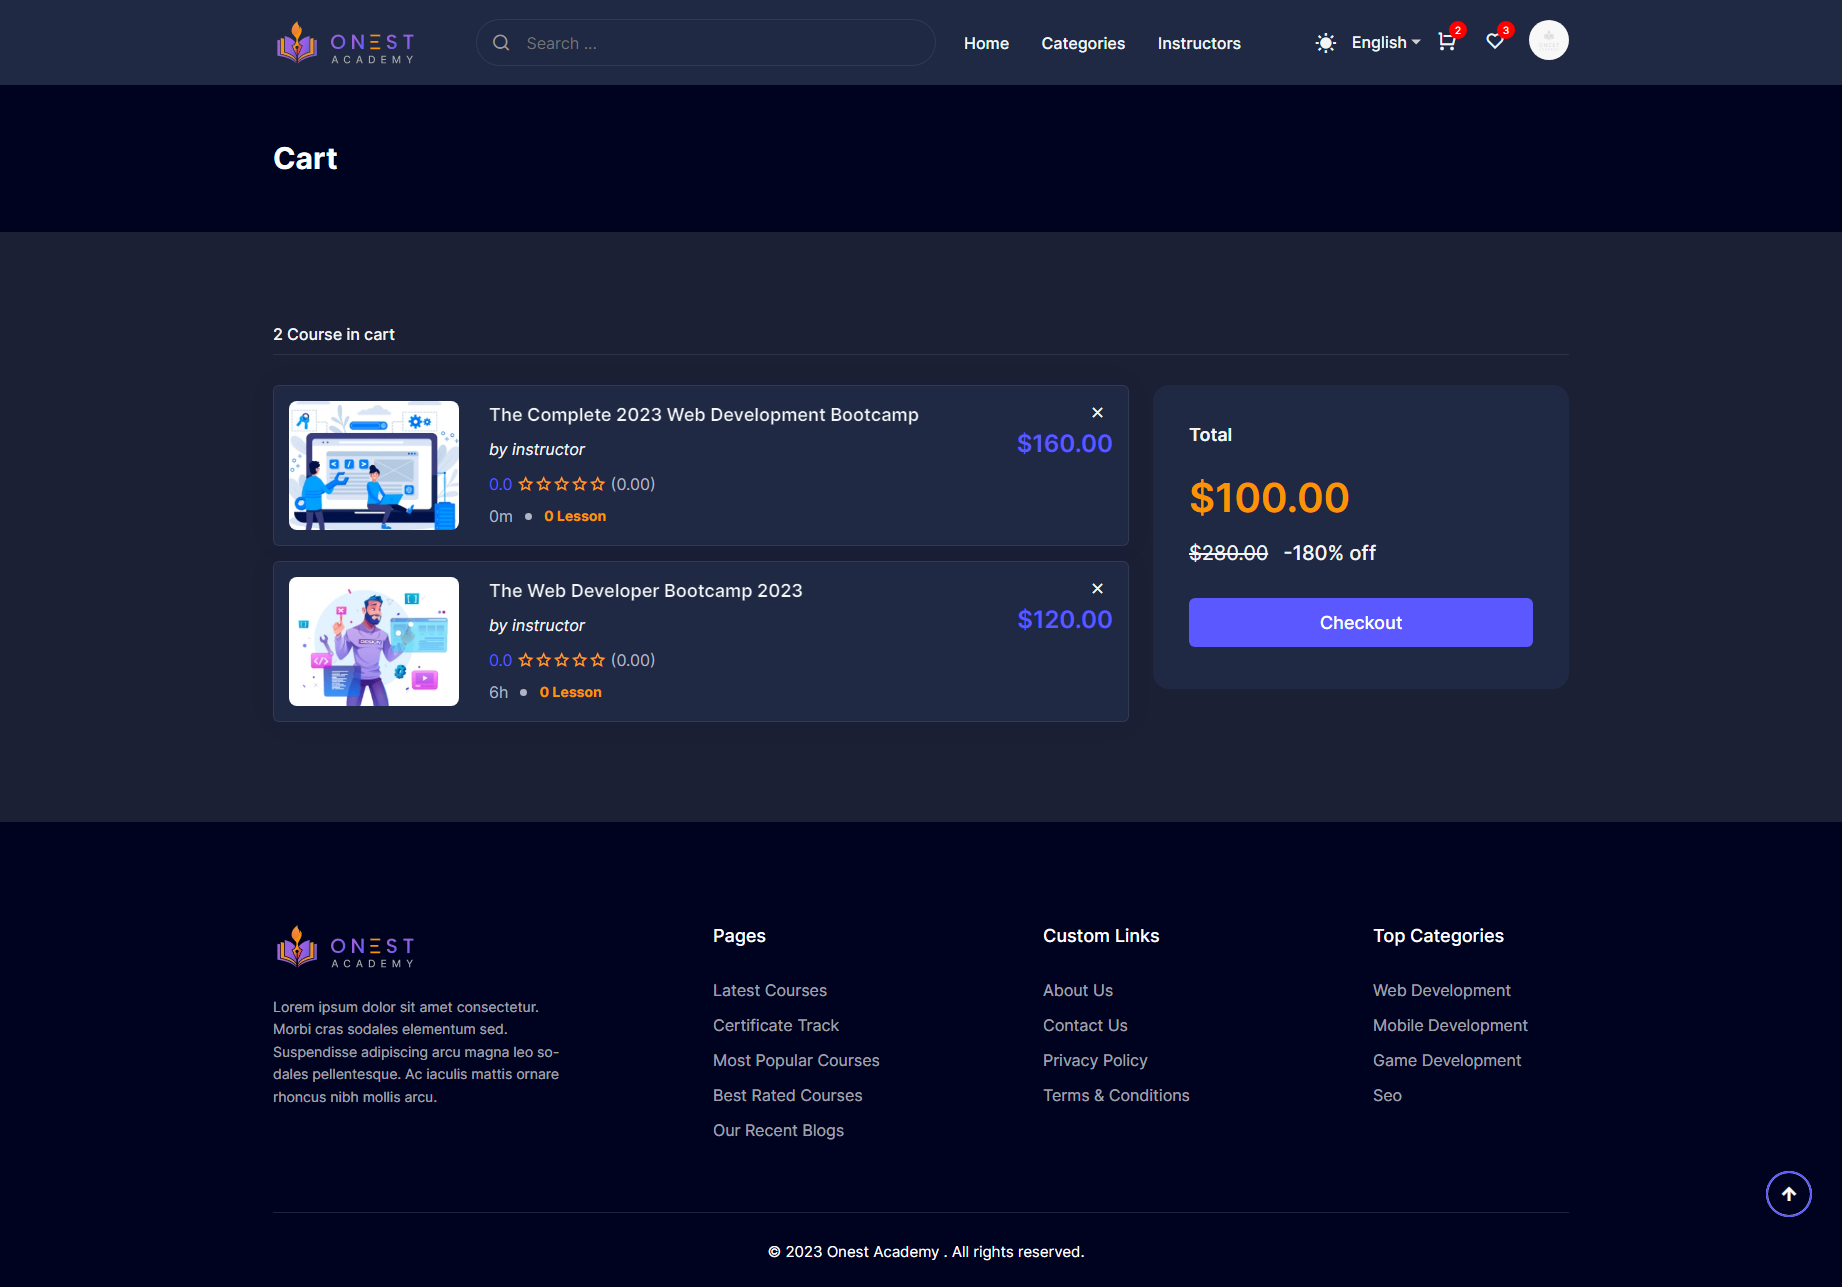 ONEST
ACADEMY
Search ...
Home
Categories
Instructors
English
2
3
Cart
2 Course in cart
The Complete 2023 Web Development Bootcamp
$160.00
by instructor
0.0 (0.00)
0m 0 Lesson
The Web Developer Bootcamp 2023
$120.00
by instructor
0.0 (0.00)
6h 0 Lesson
Total
$100.00
$280.00 -180% off
Checkout
ONEST
ACADEMY
Lorem ipsum dolor sit amet consectetur.
Morbi cras sodales elementum sed.
Suspendisse adipiscing arcu magna leo so-
dales pellentesque. Ac iaculis mattis ornare
rhoncus nibh mollis arcu.
Pages
Latest Courses
Certificate Track
Most Popular Courses
Best Rated Courses
Our Recent Blogs
Custom Links
About Us
Contact Us
Privacy Policy
Terms & Conditions
Top Categories
Web Development
Mobile Development
Game Development
Seo
© 2023 Onest Academy . All rights reserved.